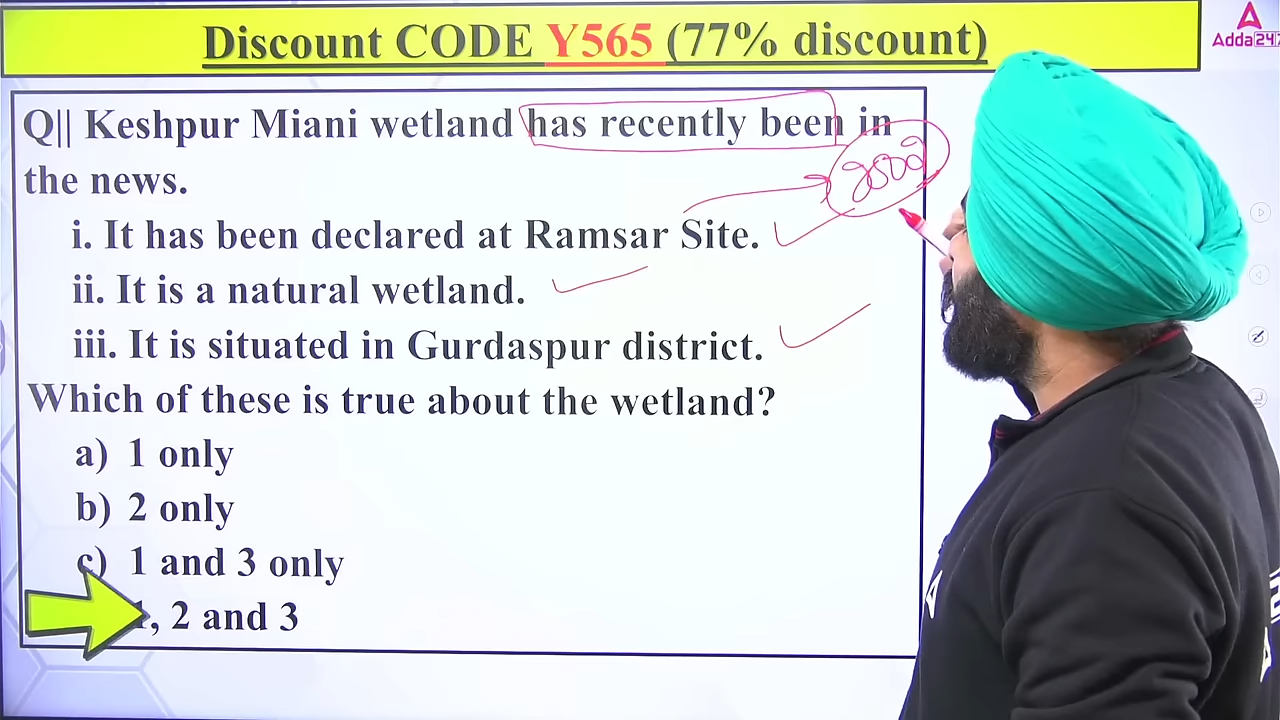 Discount CODE Y565 (77% discount)
Adda247
Q|| Keshpur Miani wetland has recently been in
the news.
i. It has been declared at Ramsar Site.
ii. It is a natural wetland.
iii. It is situated in Gurdaspur district.
Which of these is true about the wetland?
a) 1 only
b) 2 only
c) 1 and 3 only
1, 2 and 3